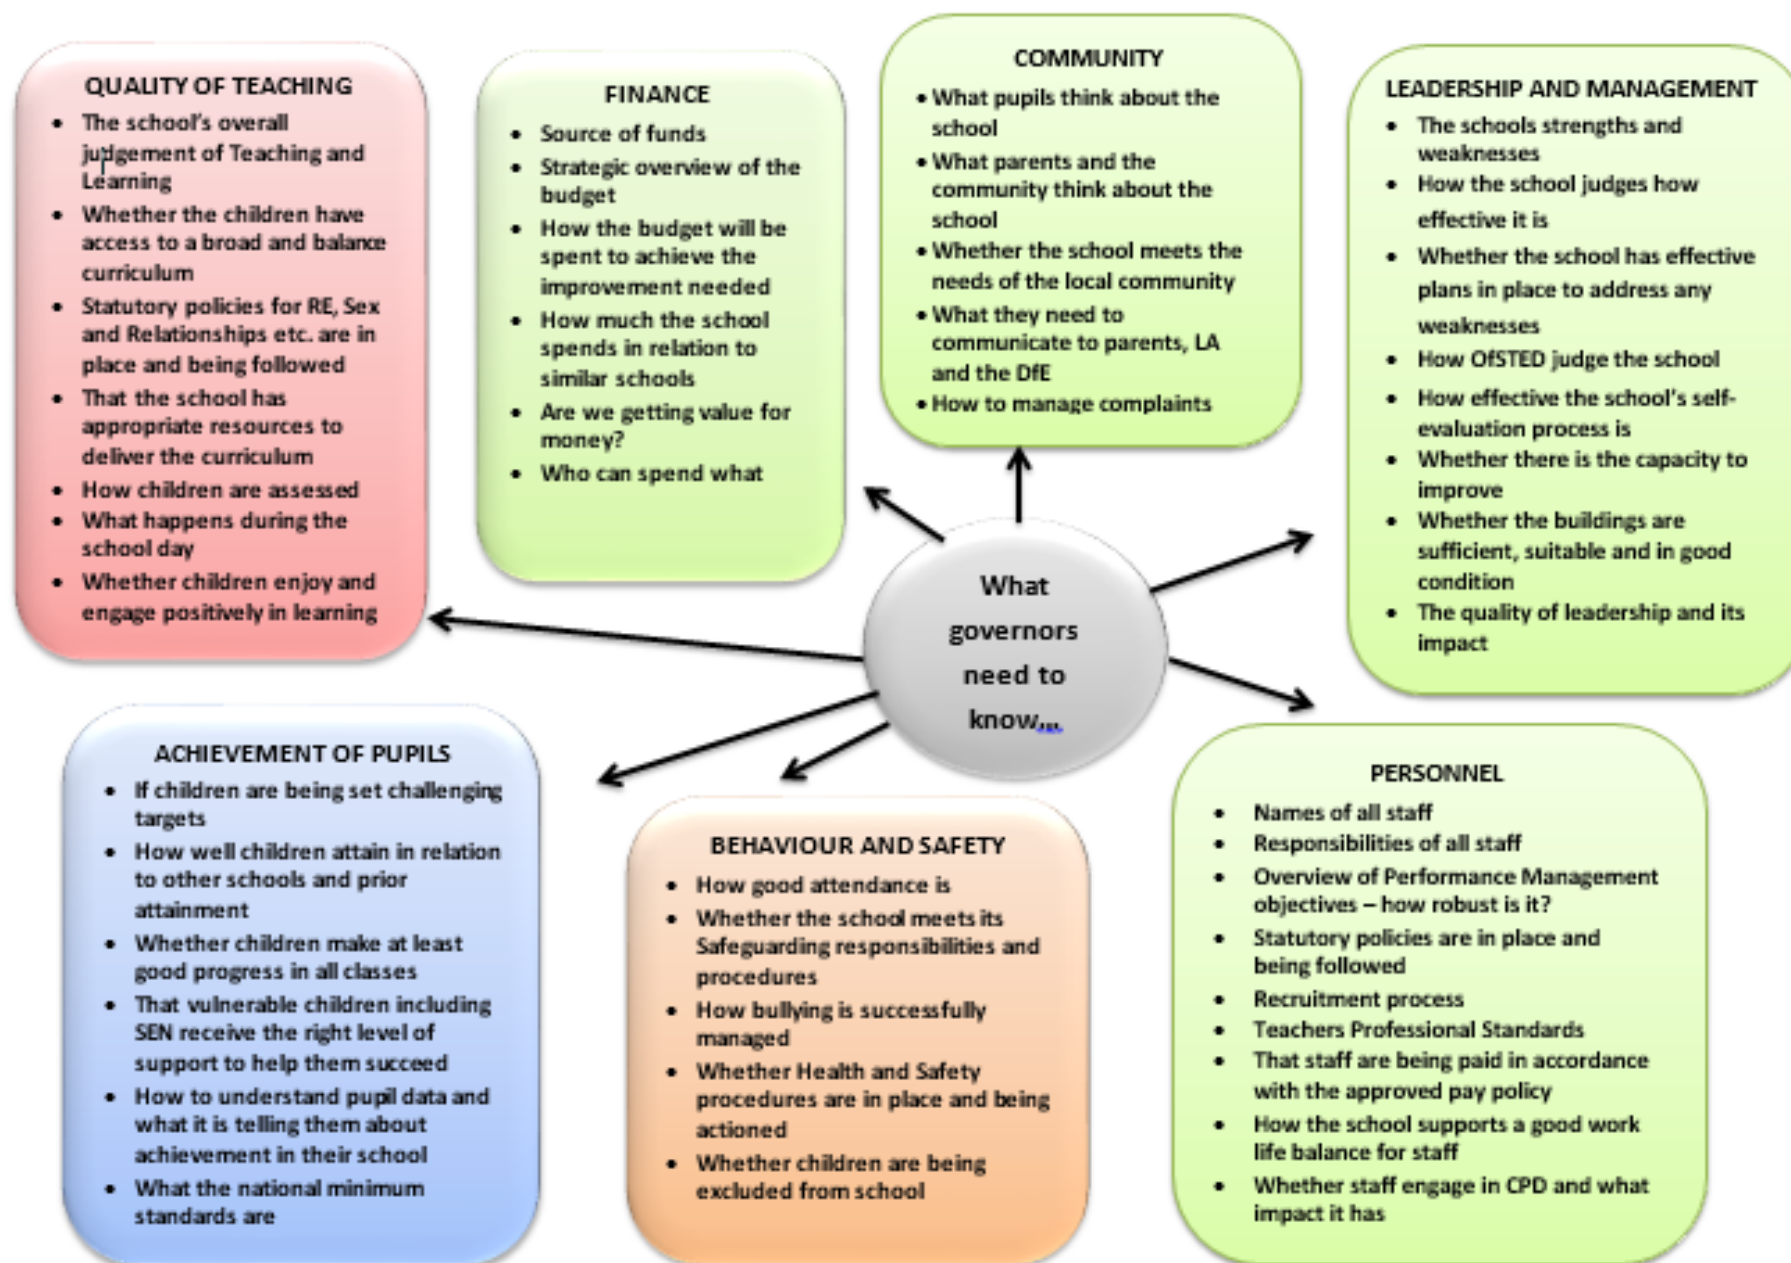 QUALITY OF TEACHING
• The school's overall
judgement of Teaching and
Learning
• Whether the children have
access to a broad and balance
curriculum
• Statutory policies for RE, Sex
and Relationships etc. are in
place and being followed
• That the school has
appropriate resources to
deliver the curriculum
• How children are assessed
• What happens during the
school day
• Whether children enjoy and
engage positively in learning
FINANCE
• Source of funds
• Strategic overview of the
budget
• How the budget will be
spent to achieve the
improvement needed
• How much the school
spends in relation to
similar schools
• Are we getting value for
money?
• Who can spend what
COMMUNITY
• What pupils think about the
school
• What parents and the
community think about the
school
• Whether the school meets the
needs of the local community
• What they need to
communicate to parents, LA
and the DfE
• How to manage complaints
LEADERSHIP AND MANAGEMENT
• The schools strengths and
weaknesses
• How the school judges how
effective it is
• Whether the school has effective
plans in place to address any
weaknesses
• How OfSTED judge the school
• How effective the school's self-
evaluation process is
• Whether there is the capacity to
improve
• Whether the buildings are
sufficient, suitable and in good
condition
• The quality of leadership and its
impact
What
governors
need to
know...
ACHIEVEMENT OF PUPILS
• If children are being set challenging
targets
• How well children attain in relation
to other schools and prior
attainment
• Whether children make at least
good progress in all classes
• That vulnerable children including
SEN receive the right level of
support to help them succeed
• How to understand pupil data and
what it is telling them about
achievement in their school
• What the national minimum
standards are
BEHAVIOUR AND SAFETY
• How good attendance is
• Whether the school meets its
Safeguarding responsibilities and
procedures
• How bullying is successfully
managed
• Whether Health and Safety
procedures are in place and being
actioned
• Whether children are being
excluded from school
PERSONNEL
• Names of all staff
• Responsibilities of all staff
• Overview of Performance Management
objectives – how robust is it?
• Statutory policies are in place and
being followed
• Recruitment process
• Teachers Professional Standards
• That staff are being paid in accordance
with the approved pay policy
• How the school supports a good work
life balance for staff
• Whether staff engage in CPD and what
impact it has